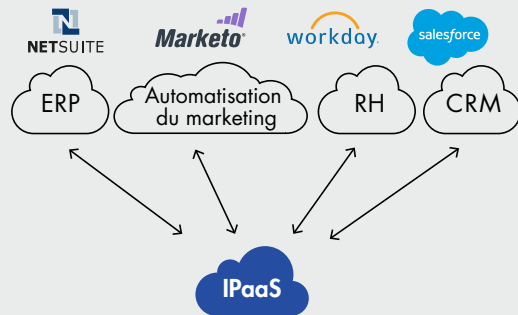 NETSUITE
Marketo®
workday.
salesforce
ERP
Automatisation
du marketing
RH
CRM
IPaaS